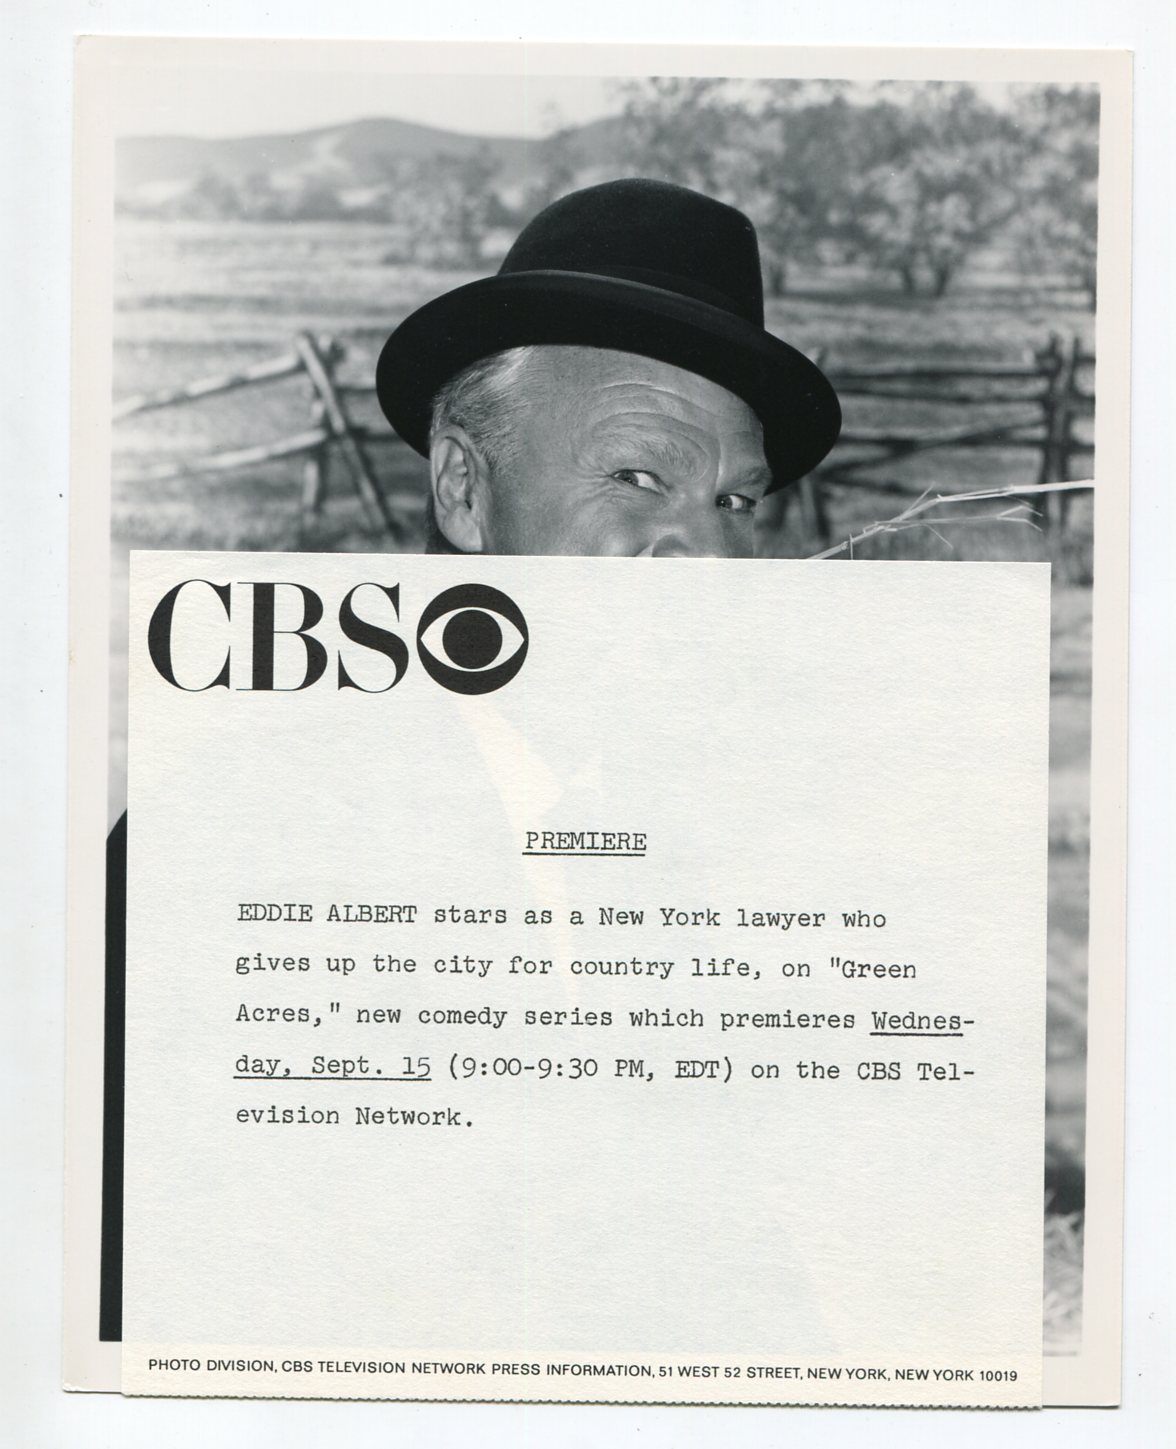 CBS
PREMIERE
EDDIE ALBERT stars as a New York lawyer who
gives up the city for country life, on "Green
Acres," new comedy series which premieres Wednes-
day, Sept. 15 (9:00-9:30 PM, EDT) on the CBS Tel-
evision Network.
PHOTO DIVISION, CBS TELEVISION NETWORK PRESS INFORMATION, 51 WEST 52 STREET, NEW YORK, NEW YORK 10019